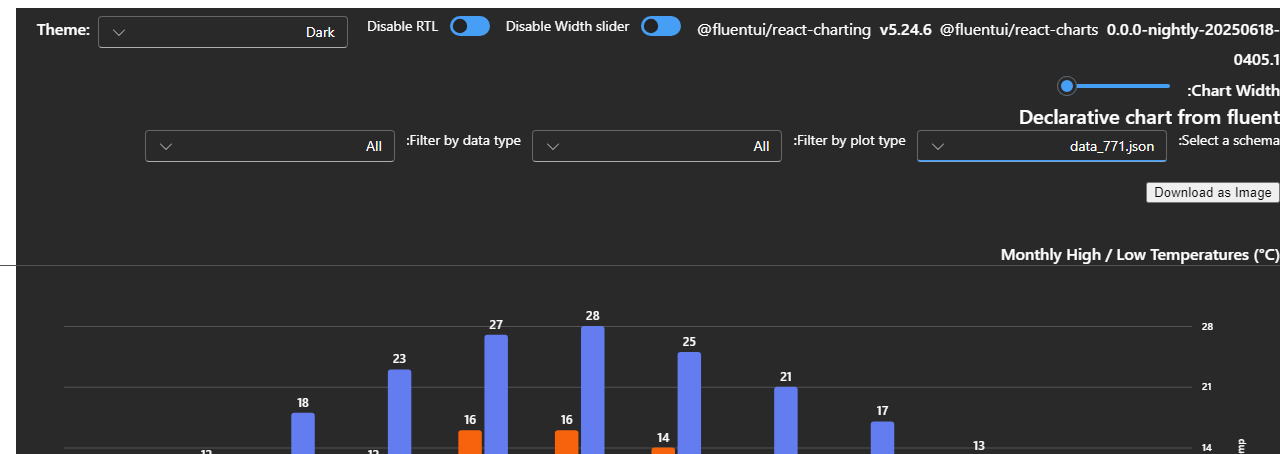 Theme: Dark Disable RTL Disable Width slider @fluentui/react-charting v5.24.6 @fluentui/react-charts 0.0.0-nightly-20250618-
0405.1
:Chart Width
Declarative chart from fluent
All :Filter by data type All :Filter by plot type data_771.json :Select a schema
Download as Image
Monthly High / Low Temperatures (°C)
28
27
28
25
23
21
21
18
17
16
16
14
13
14